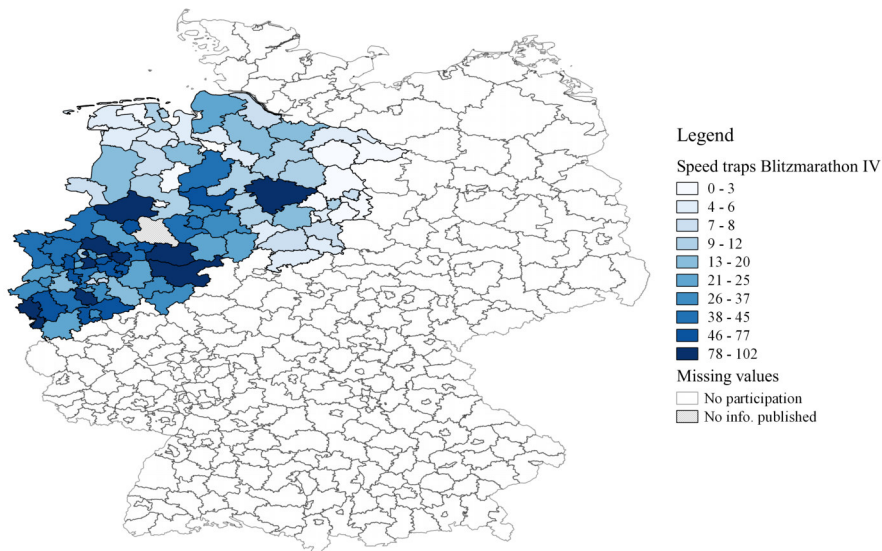 Legend
Speed traps Blitzmarathon IV
0 - 3
4 - 6
7 - 8
9 - 12
13 - 20
21 - 25
26 - 37
38 - 45
46 - 77
78 - 102
Missing values
No participation
No info. published